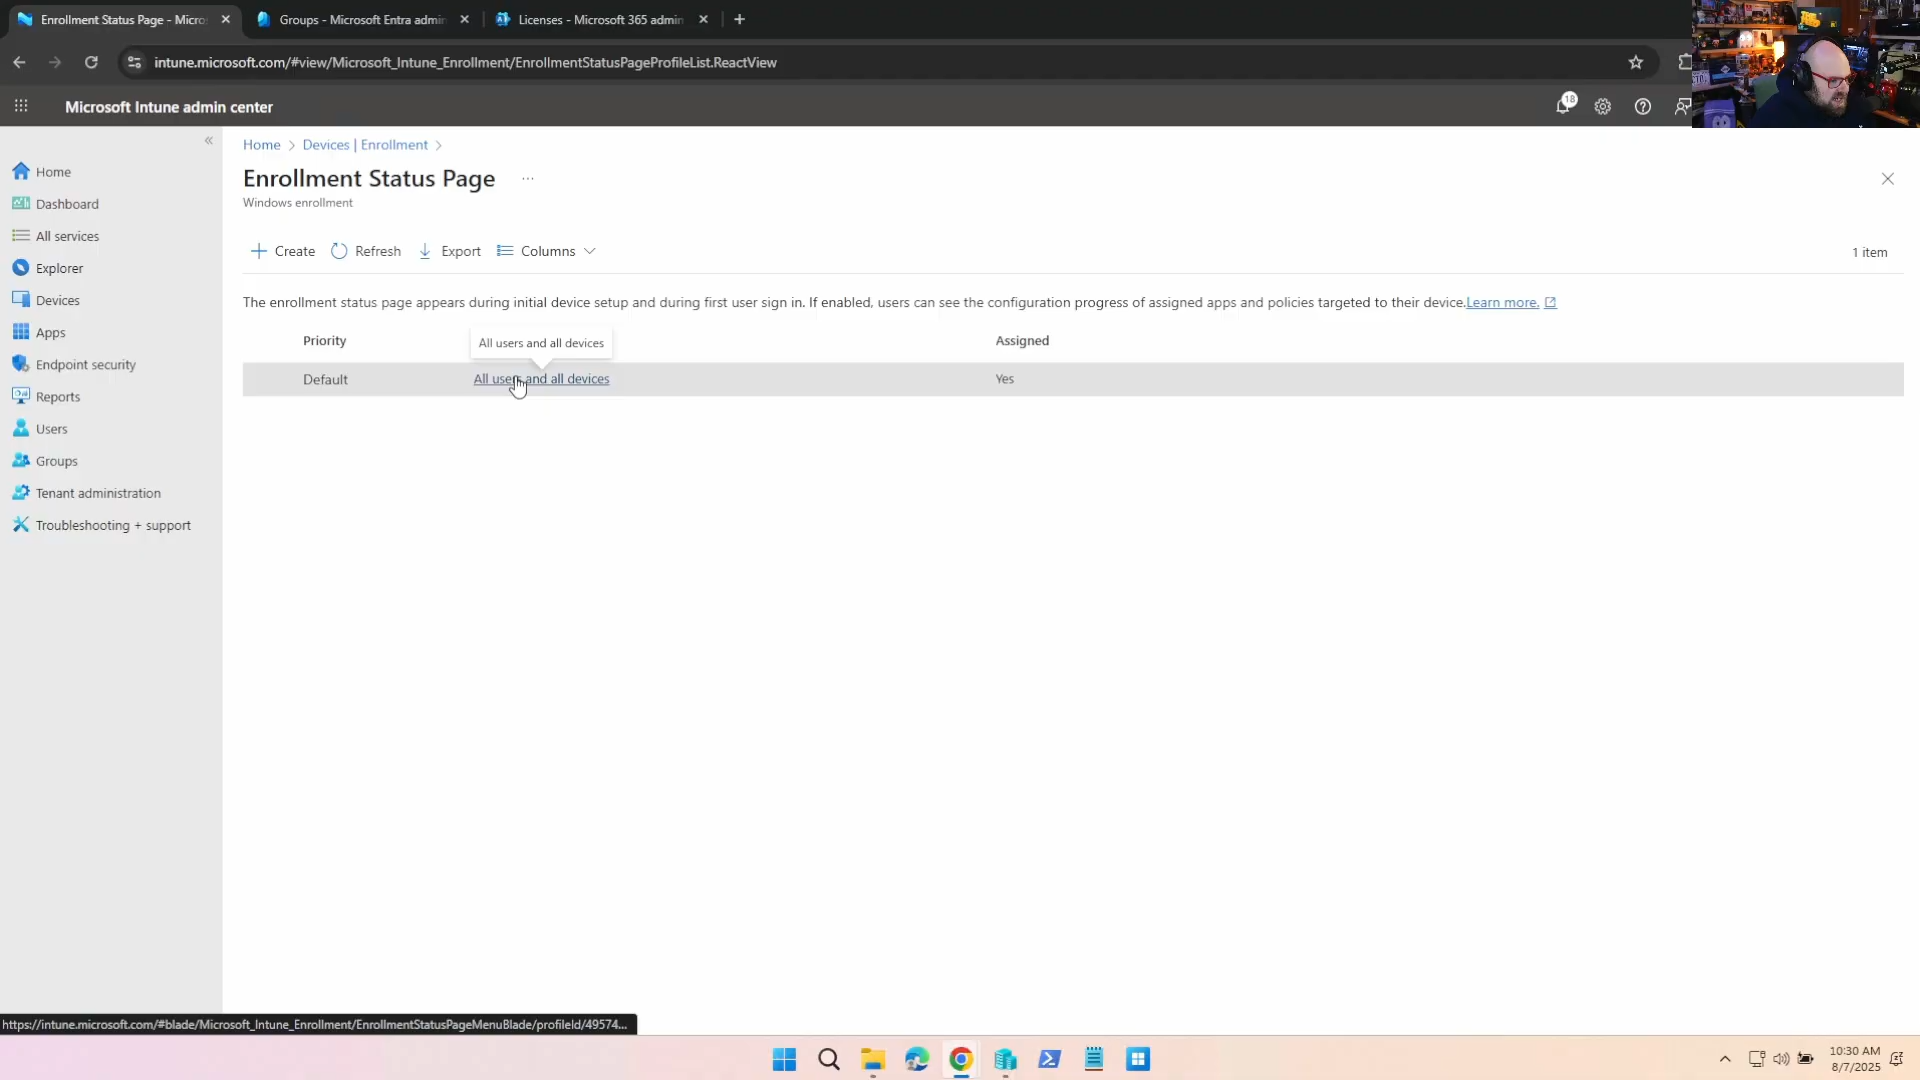 Enrollment Status Page - Micros
Groups - Microsoft Entra admin
Licenses - Microsoft 365 admin
intune.microsoft.com/#view/Microsoft_Intune_Enrollment/EnrollmentStatusPageProfileList.ReactView
Microsoft Intune admin center
18
Home
Dashboard
All services
Explorer
Devices
Apps
Endpoint security
Reports
Users
Groups
Tenant administration
Troubleshooting + support
Home > Devices | Enrollment >
Enrollment Status Page ...
Windows enrollment
Create Refresh Export Columns
1 item
The enrollment status page appears during initial device setup and during first user sign in. If enabled, users can see the configuration progress of assigned apps and policies targeted to their device. Learn more.
Priority
Assigned
All users and all devices
Default
All users and all devices
Yes
https://intune.microsoft.com/#blade/Microsoft_Intune_Enrollment/EnrollmentStatusPageMenuBlade/profileId/49574...
10:30 AM
8/7/2025